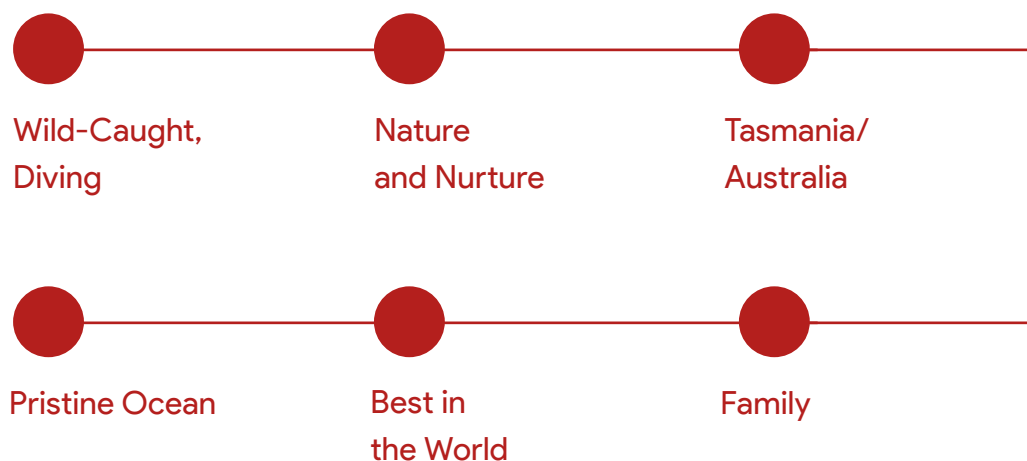 Wild-Caught,
Diving
Nature
and Nurture
Tasmania/
Australia
Pristine Ocean
Best in
the World
Family